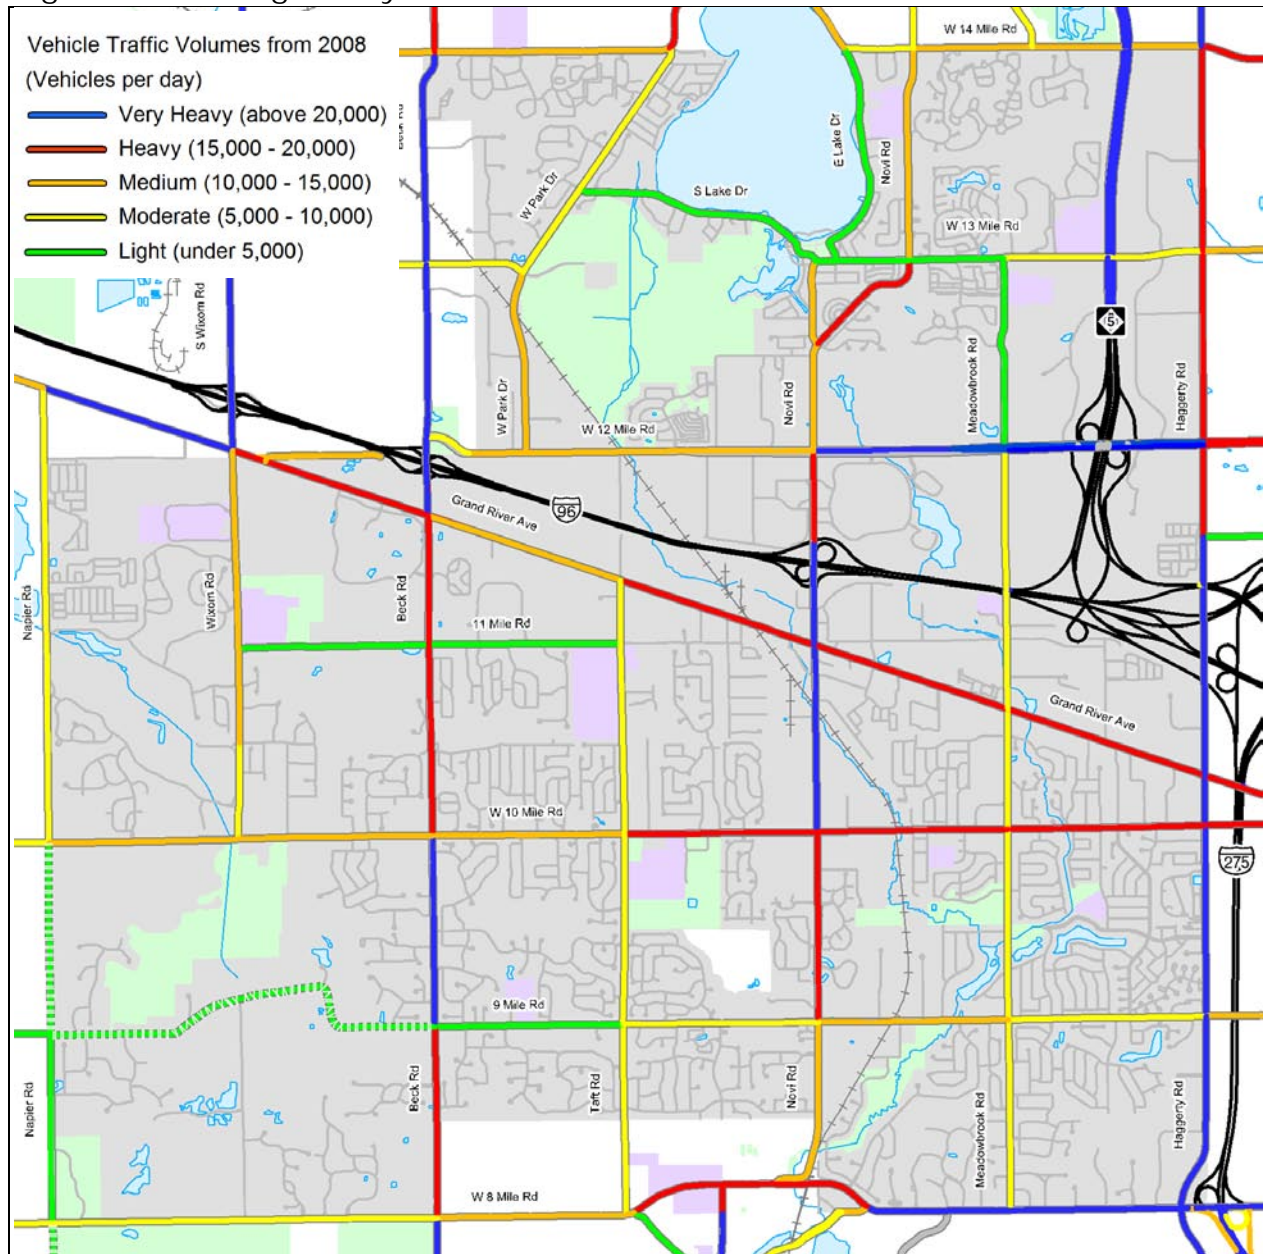 Vehicle Traffic Volumes from 2008
(Vehicles per day)
Very Heavy (above 20,000)
Heavy (15,000 - 20,000)
Medium (10,000 - 15,000)
Moderate (5,000 - 10,000)
Light (under 5,000)
W 14 Mile Rd
E Lake Dr
Novi Rd
W Park Dr
S Lake Dr
W 13 Mile Rd
S Wixom Rd
5
W Park Dr
Novi Rd
Meadowbrook Rd
Haggerty Rd
W 12 Mile Rd
Grand River Ave
96
Napier Rd
Wixom Rd
Beck Rd
11 Mile Rd
Grand River Ave
W 10 Mile Rd
275
9 Mile Rd
Napier Rd
Beck Rd
Taft Rd
Novi Rd
Meadowbrook Rd
Haggerty Rd
W 8 Mile Rd